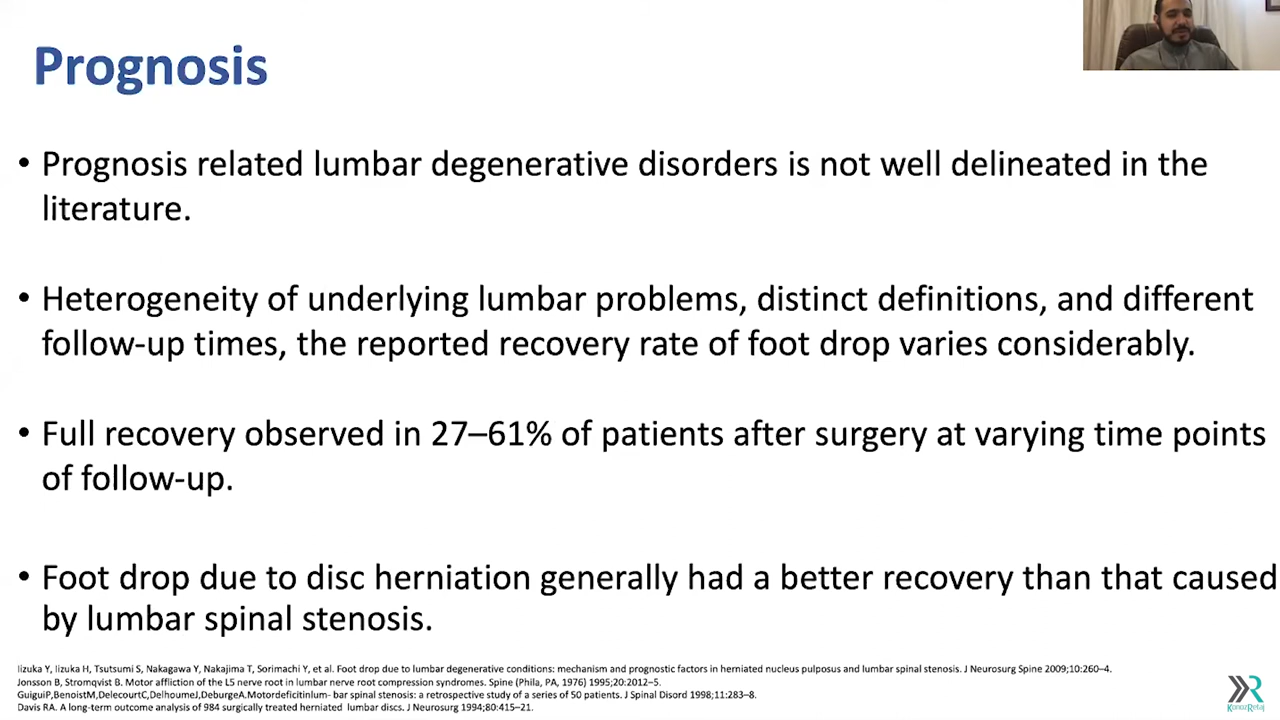 Prognosis
• Prognosis related lumbar degenerative disorders is not well delineated in the
literature.
• Heterogeneity of underlying lumbar problems, distinct definitions, and different
follow-up times, the reported recovery rate of foot drop varies considerably.
• Full recovery observed in 27–61% of patients after surgery at varying time points
of follow-up.
• Foot drop due to disc herniation generally had a better recovery than that caused
by lumbar spinal stenosis.
Iizuka Y, Iizuka H, Tsutsumi S, Nakagawa Y, Nakajima T, Sorimachi Y, et al. Foot drop due to lumbar degenerative conditions: mechanism and prognostic factors in herniated nucleus pulposus and lumbar spinal stenosis. J Neurosurg Spine 2009;10:260–4.
Jonsson B, Stromqvist B. Motor affliction of the L5 nerve root in lumbar nerve root compression syndromes. Spine (Phila, PA, 1976) 1995;20:2012–5.
GuiguiP,BenoistM,DelecourtC,DelhoumeJ,DeburgeA.Motordeficitinlum- bar spinal stenosis: a retrospective study of a series of 50 patients. J Spinal Disord 1998;11:283–8.
Davis RA. A long-term outcome analysis of 984 surgically treated herniated lumbar discs. J Neurosurg 1994;80:415–21.
KonozRetaj